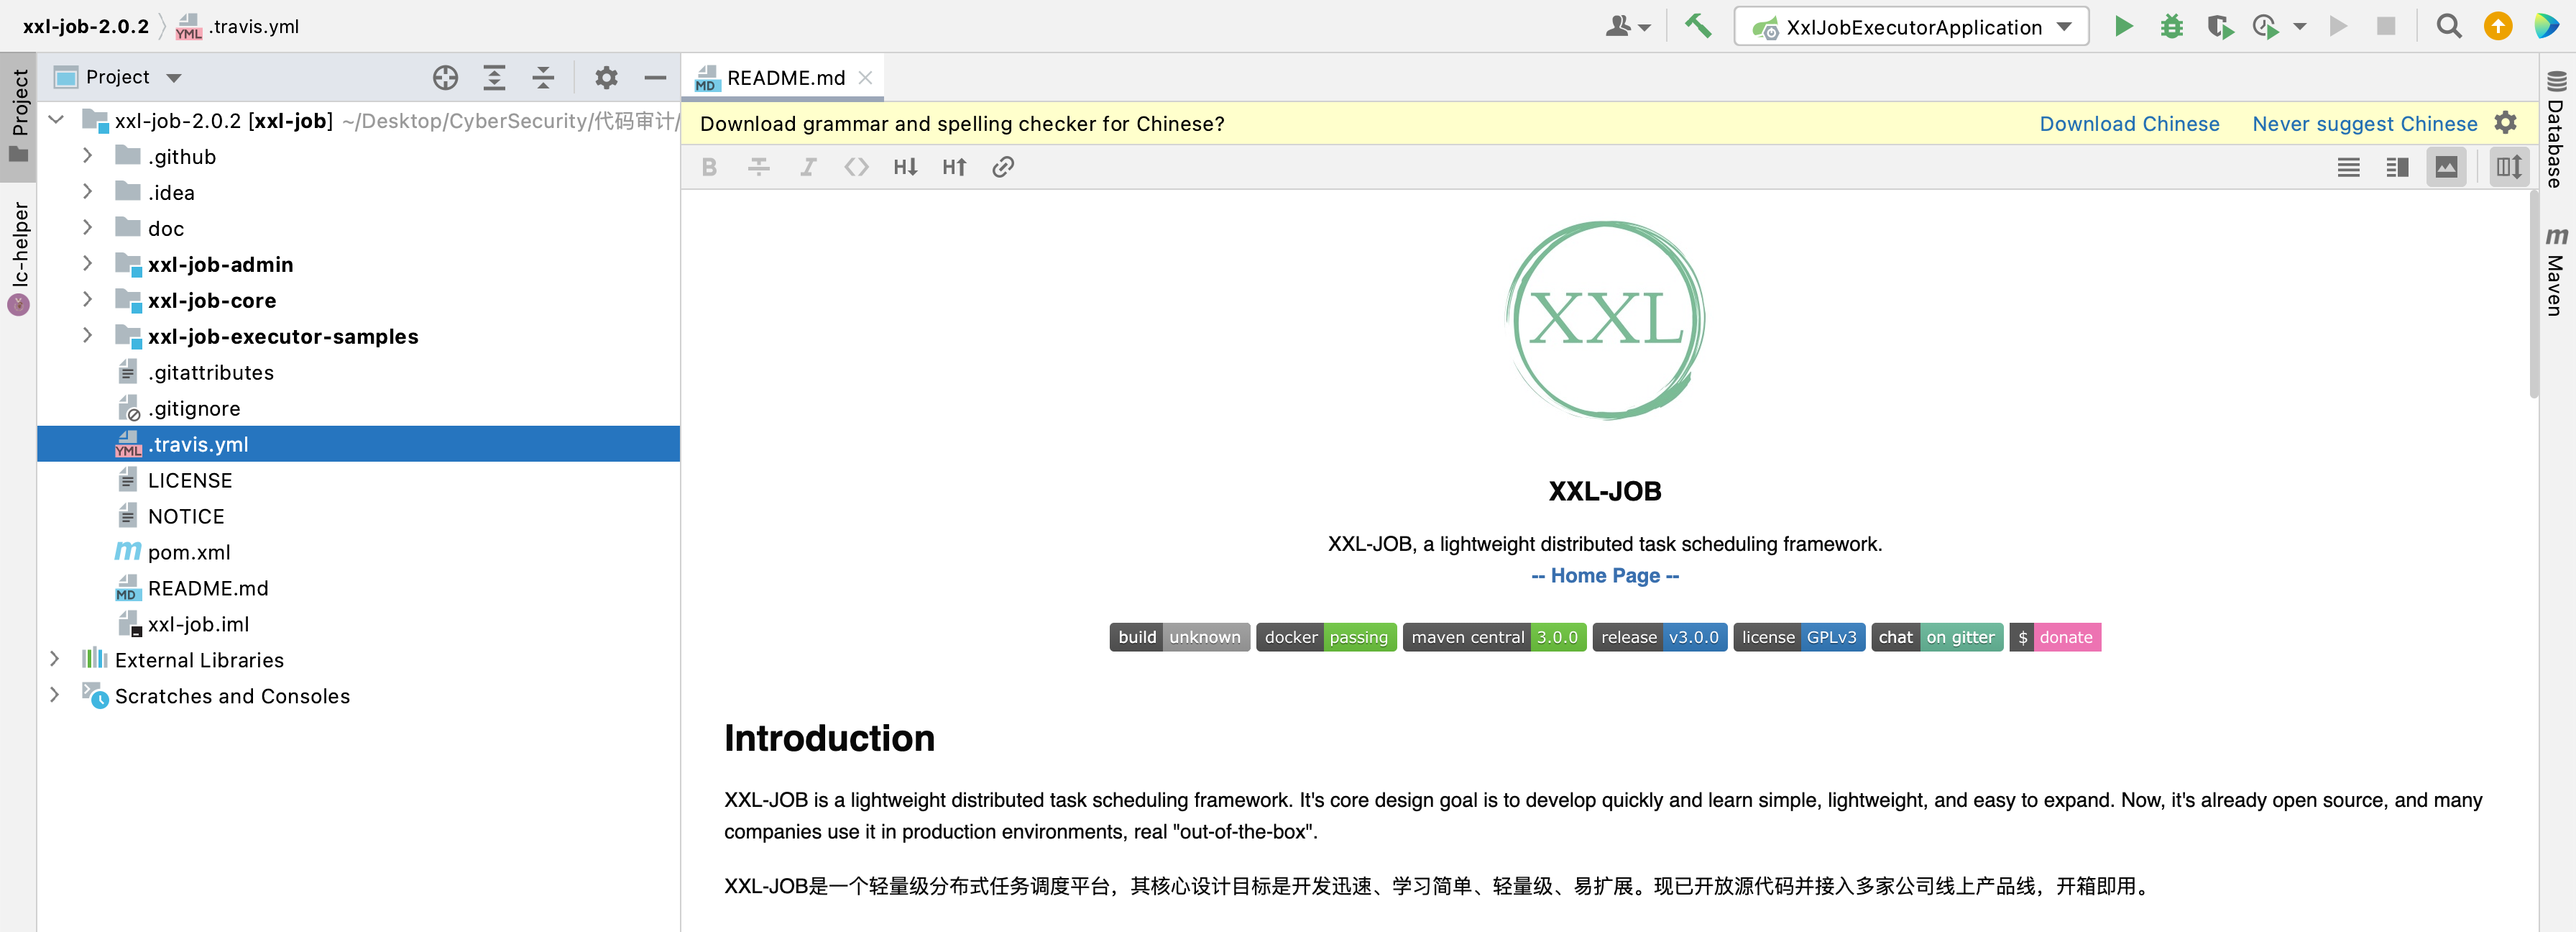 xxl-job-2.0.2 .travis.yml
XxlJobExecutorApplication
Project
lc-helper
Project
xxl-job-2.0.2 [xxl-job] ~/Desktop/CyberSecurity/代码审计/
.github
.idea
doc
xxl-job-admin
xxl-job-core
xxl-job-executor-samples
.gitattributes
.gitignore
YML .travis.yml
LICENSE
NOTICE
m pom.xml
MD README.md
xxl-job.iml
External Libraries
Scratches and Consoles
MD README.md
Download grammar and spelling checker for Chinese? Download Chinese Never suggest Chinese
B I <> H↓ H↑
XXL
XXL-JOB
XXL-JOB, a lightweight distributed task scheduling framework.
-- Home Page --
build unknown docker passing maven central 3.0.0 release v3.0.0 license GPLv3 chat on gitter $ donate
Introduction
XXL-JOB is a lightweight distributed task scheduling framework. It's core design goal is to develop quickly and learn simple, lightweight, and easy to expand. Now, it's already open source, and many
companies use it in production environments, real "out-of-the-box".
XXL-JOB是一个轻量级分布式任务调度平台，其核心设计目标是开发迅速、学习简单、轻量级、易扩展。现已开放源代码并接入多家公司线上产品线，开箱即用。
Database
m Maven